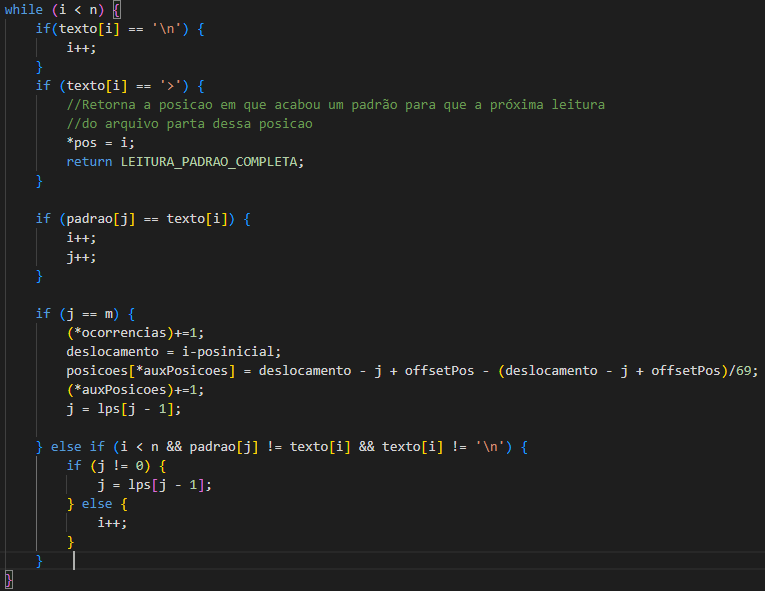 while (i < n) {
    if(texto[i] == '\n') {
        i++;
    }
    if (texto[i] == '>') {
        //Retorna a posicao em que acabou um padrão para que a próxima leitura
        //do arquivo parta dessa posicao
        *pos = i;
        return LEITURA_PADRAO_COMPLETA;
    }

    if (padrao[j] == texto[i]) {
        i++;
        j++;
    }

    if (j == m) {
        (*ocorrencias)+=1;
        deslocamento = i-posinicial;
        posicoes[*auxPosicoes] = deslocamento - j + offsetPos - (deslocamento - j + offsetPos)/69;
        (*auxPosicoes)+=1;
        j = lps[j - 1];

    } else if (i < n && padrao[j] != texto[i] && texto[i] != '\n') {
        if (j != 0) {
            j = lps[j - 1];
        } else {
            i++;
        }
    }
}